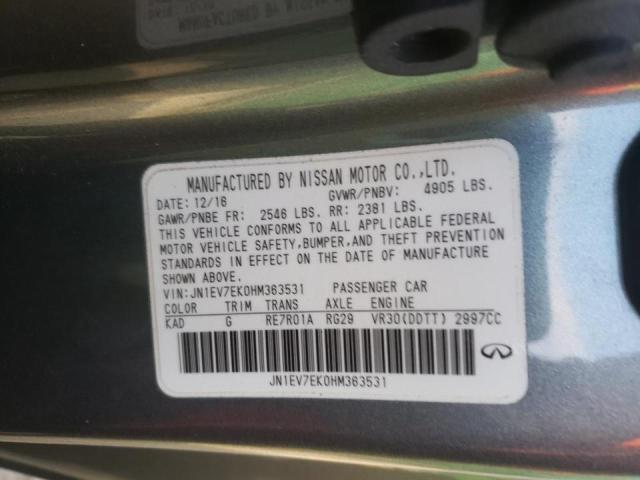 MANUFACTURED BY NISSAN MOTOR CO.,LTD.
DATE: 12/16 GVWR/PNBV: 4905 LBS.
GAWR/PNBE FR: 2546 LBS. RR: 2381 LBS.
THIS VEHICLE CONFORMS TO ALL APPLICABLE FEDERAL
MOTOR VEHICLE SAFETY,BUMPER,AND THEFT PREVENTION
STANDARDS IN EFFECT ON THE DATE OF MANUFACTURE
SHOWN ABOVE.
VIN:JN1EV7EK0HM363531 PASSENGER CAR
COLOR TRIM TRANS AXLE ENGINE
KAD G RE7R01A RG29 VR30(DDTT) 2997CC
JN1EV7EK0HM363531